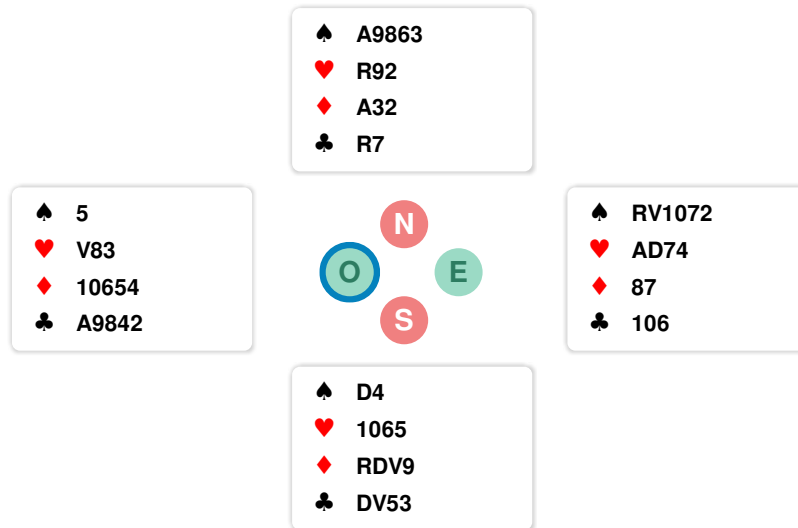 ♠ A9863
♥ R92
♦ A32
♣ R7
♠ 5
♥ V83
♦ 10654
♣ A9842
N
O E
S
♠ RV1072
♥ AD74
♦ 87
♣ 106
♠ D4
♥ 1065
♦ RDV9
♣ DV53